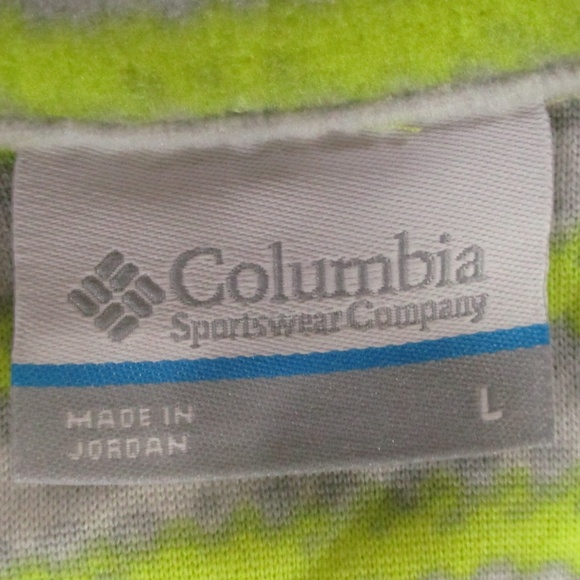 Columbia
Sportswear Company
MADE IN
JORDAN
L